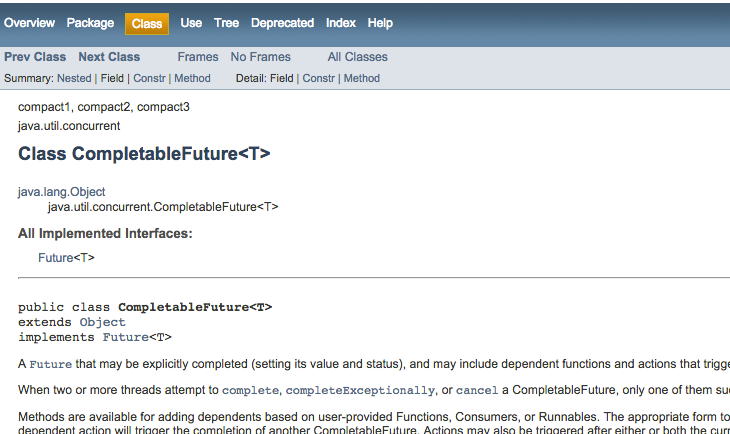 Overview Package Class Use Tree Deprecated Index Help
Prev Class Next Class Frames No Frames All Classes
Summary: Nested | Field | Constr | Method Detail: Field | Constr | Method
compact1, compact2, compact3
java.util.concurrent
Class CompletableFuture<T>
java.lang.Object
java.util.concurrent.CompletableFuture<T>
All Implemented Interfaces:
Future<T>
public class CompletableFuture<T>
extends Object
implements Future<T>
A Future that may be explicitly completed (setting its value and status), and may include dependent functions and actions that trigge
When two or more threads attempt to complete, completeExceptionally, or cancel a CompletableFuture, only one of them su
Methods are available for adding dependents based on user-provided Functions, Consumers, or Runnables. The appropriate form to
dependent action will trigger the completion of another CompletableFuture. Actions may also be triggered after either or both the cur